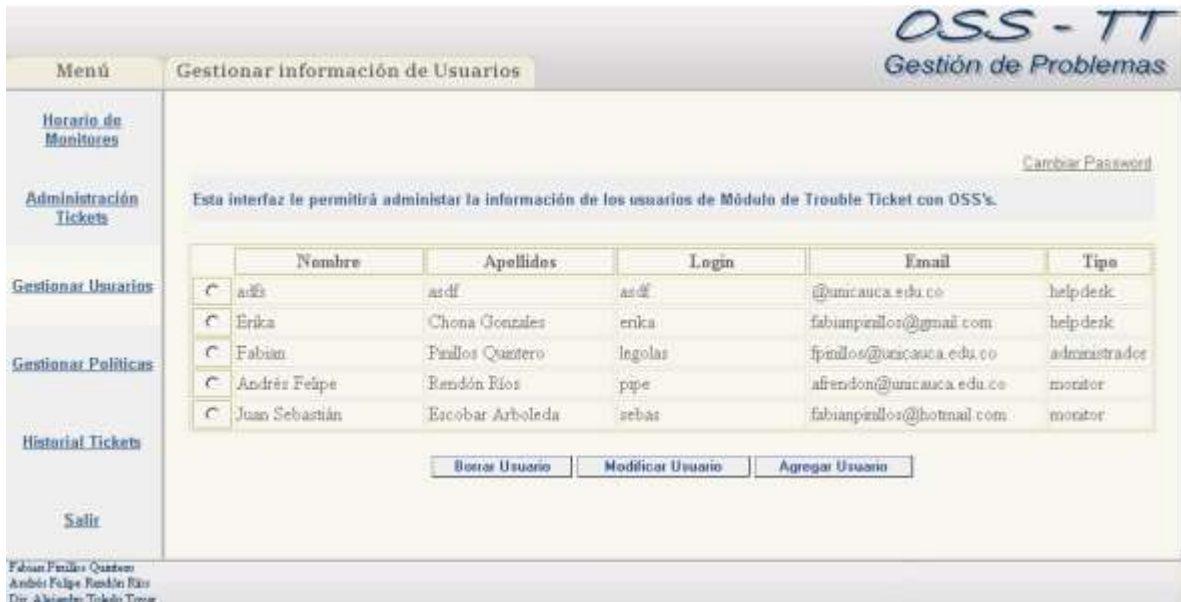 OSS - TT
Gestión de Problemas
Menú
Gestionar información de Usuarios
Horario de
Monitores
Cambiar Password
Administración
Tickets
Esta interfaz le permitirá administar la información de los usuarios de Módulo de Trouble Ticket con OSS's.
Nombre Apellidos Login Email Tipo
Gestionar Usuarios
adfs asdf asdf @unicauca.edu.co helpdesk
Erika Chona Gonzales erika fabianpinillos@gmail.com helpdesk
Gestionar Políticas
Fabian Pinillos Quintero legolas fpinillos@unicauca.edu.co administrador
Andrés Felipe Rendón Ríos pipe afrendon@unicauca.edu.co monitor
Juan Sebastián Escobar Arboleda sebas fabianpinillos@hotmail.com monitor
Historial Tickets
Borrar Usuario Modificar Usuario Agregar Usuario
Salir
Fabian Pinillos Quintero
Andrés Felipe Rendón Ríos
Dir. Alejandro Toledo Tovar